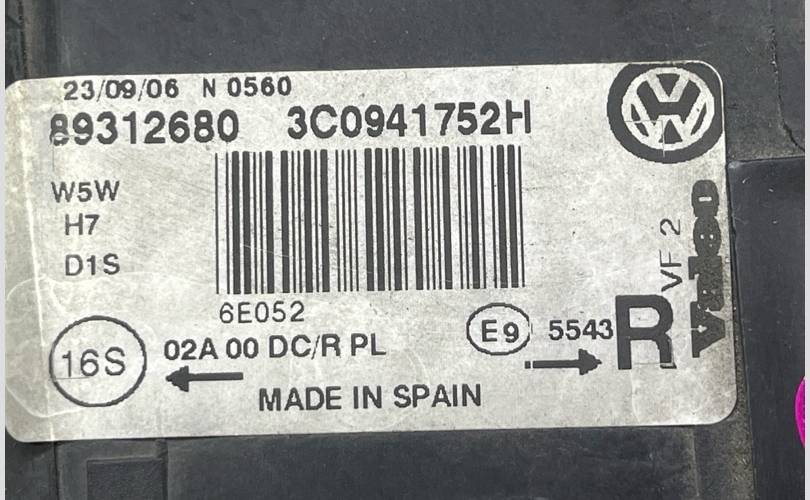 23/09/06 N 0560
89312680 3C0941752H
W5W
H7
D1S
6E052
16S
02A 00 DC/R PL
E9 5543
R
MADE IN SPAIN
VF 2
Valeo